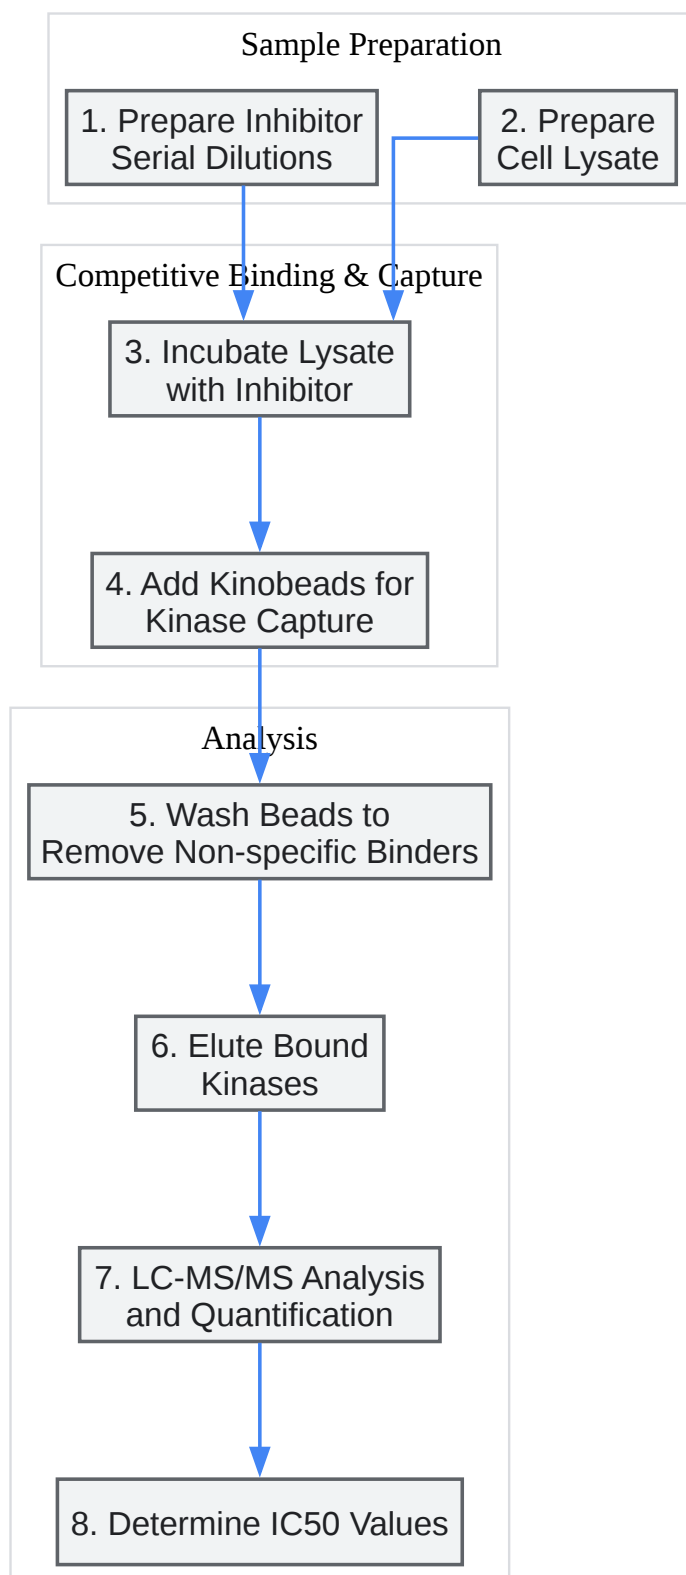 Sample Preparation
1. Prepare Inhibitor
Serial Dilutions
2. Prepare
Cell Lysate
Competitive Binding & Capture
3. Incubate Lysate
with Inhibitor
4. Add Kinobeads for
Kinase Capture
Analysis
5. Wash Beads to
Remove Non-specific Binders
6. Elute Bound
Kinases
7. LC-MS/MS Analysis
and Quantification
8. Determine IC50 Values